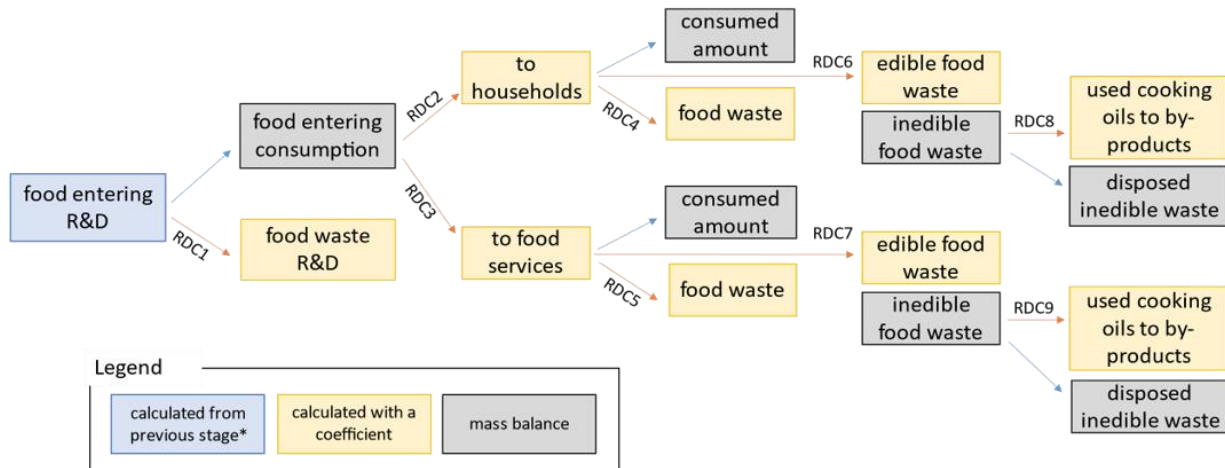 food entering
R&D
RDC1
food entering
consumption
food waste
R&D
RDC2
RDC3
to
households
to food
services
consumed
amount
RDC4
food waste
RDC6
edible food
waste
inedible
food waste
RDC8
used cooking
oils to by-
products
disposed
inedible waste
consumed
amount
RDC5
food waste
RDC7
edible food
waste
inedible
food waste
RDC9
used cooking
oils to by-
products
disposed
inedible waste
Legend
calculated from
previous stage*
calculated with a
coefficient
mass balance